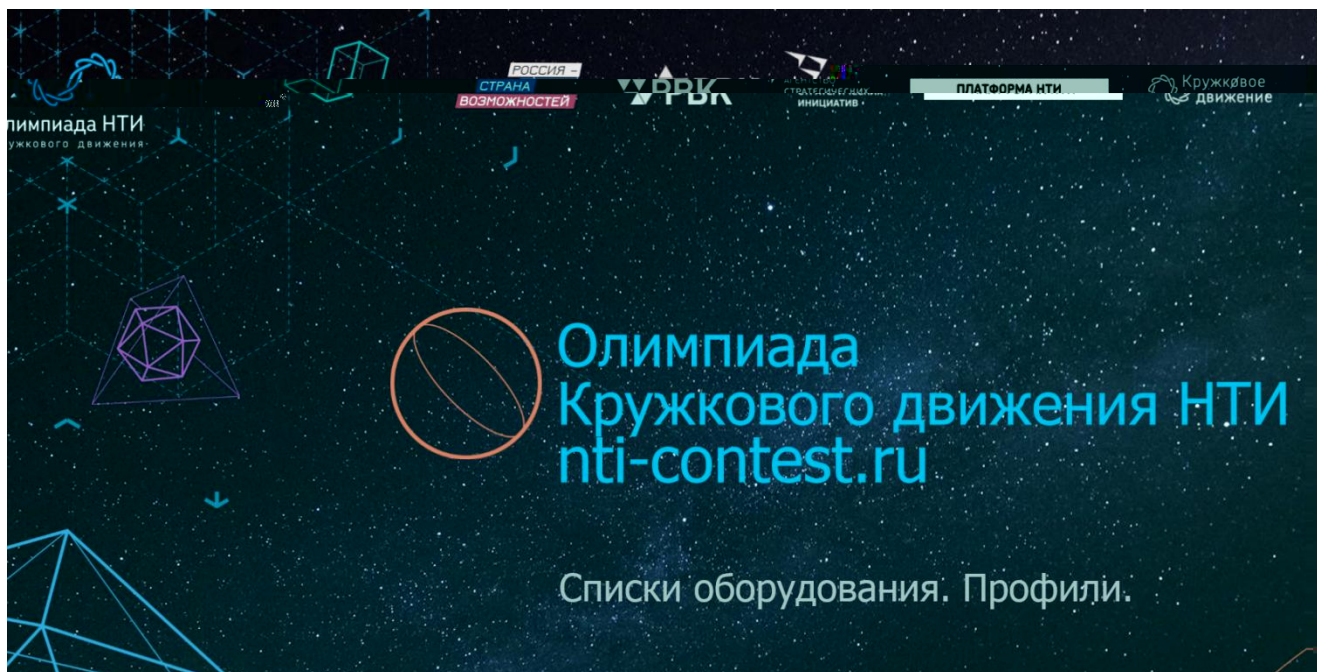 РОССИЯ –
СТРАНА
ВОЗМОЖНОСТЕЙ
ИНИЦИАТИВ
ПЛАТФОРМА НТИ
Кружковое
движение
лимпиада НТИ
ужкового движения
Олимпиада
Кружкового движения НТИ
nti-contest.ru
Списки оборудования. Профили.